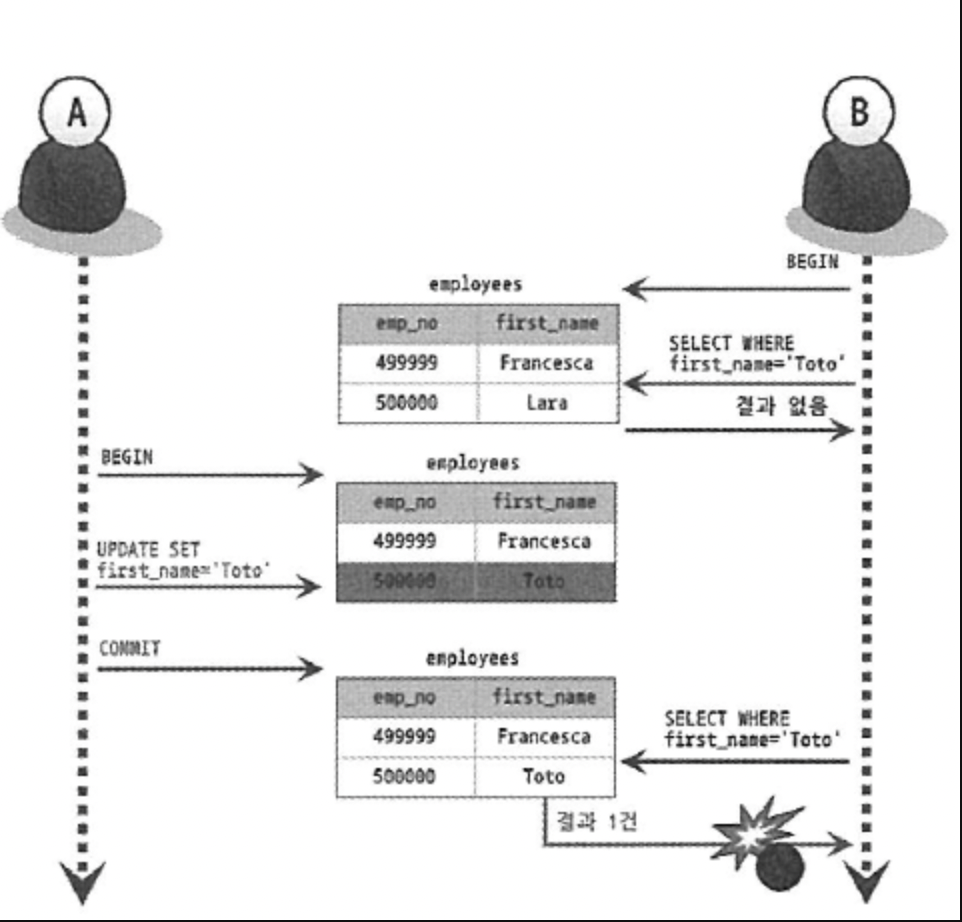 A
B
BEGIN
employees
emp_no first_name
499999 Francesca
500000 Lara
SELECT WHERE
first_name='Toto'
결과 없음
BEGIN
employees
emp_no first_name
499999 Francesca
500000 Toto
UPDATE SET
first_name='Toto'
COMMIT
employees
emp_no first_name
499999 Francesca
500000 Toto
SELECT WHERE
first_name='Toto'
결과 1건